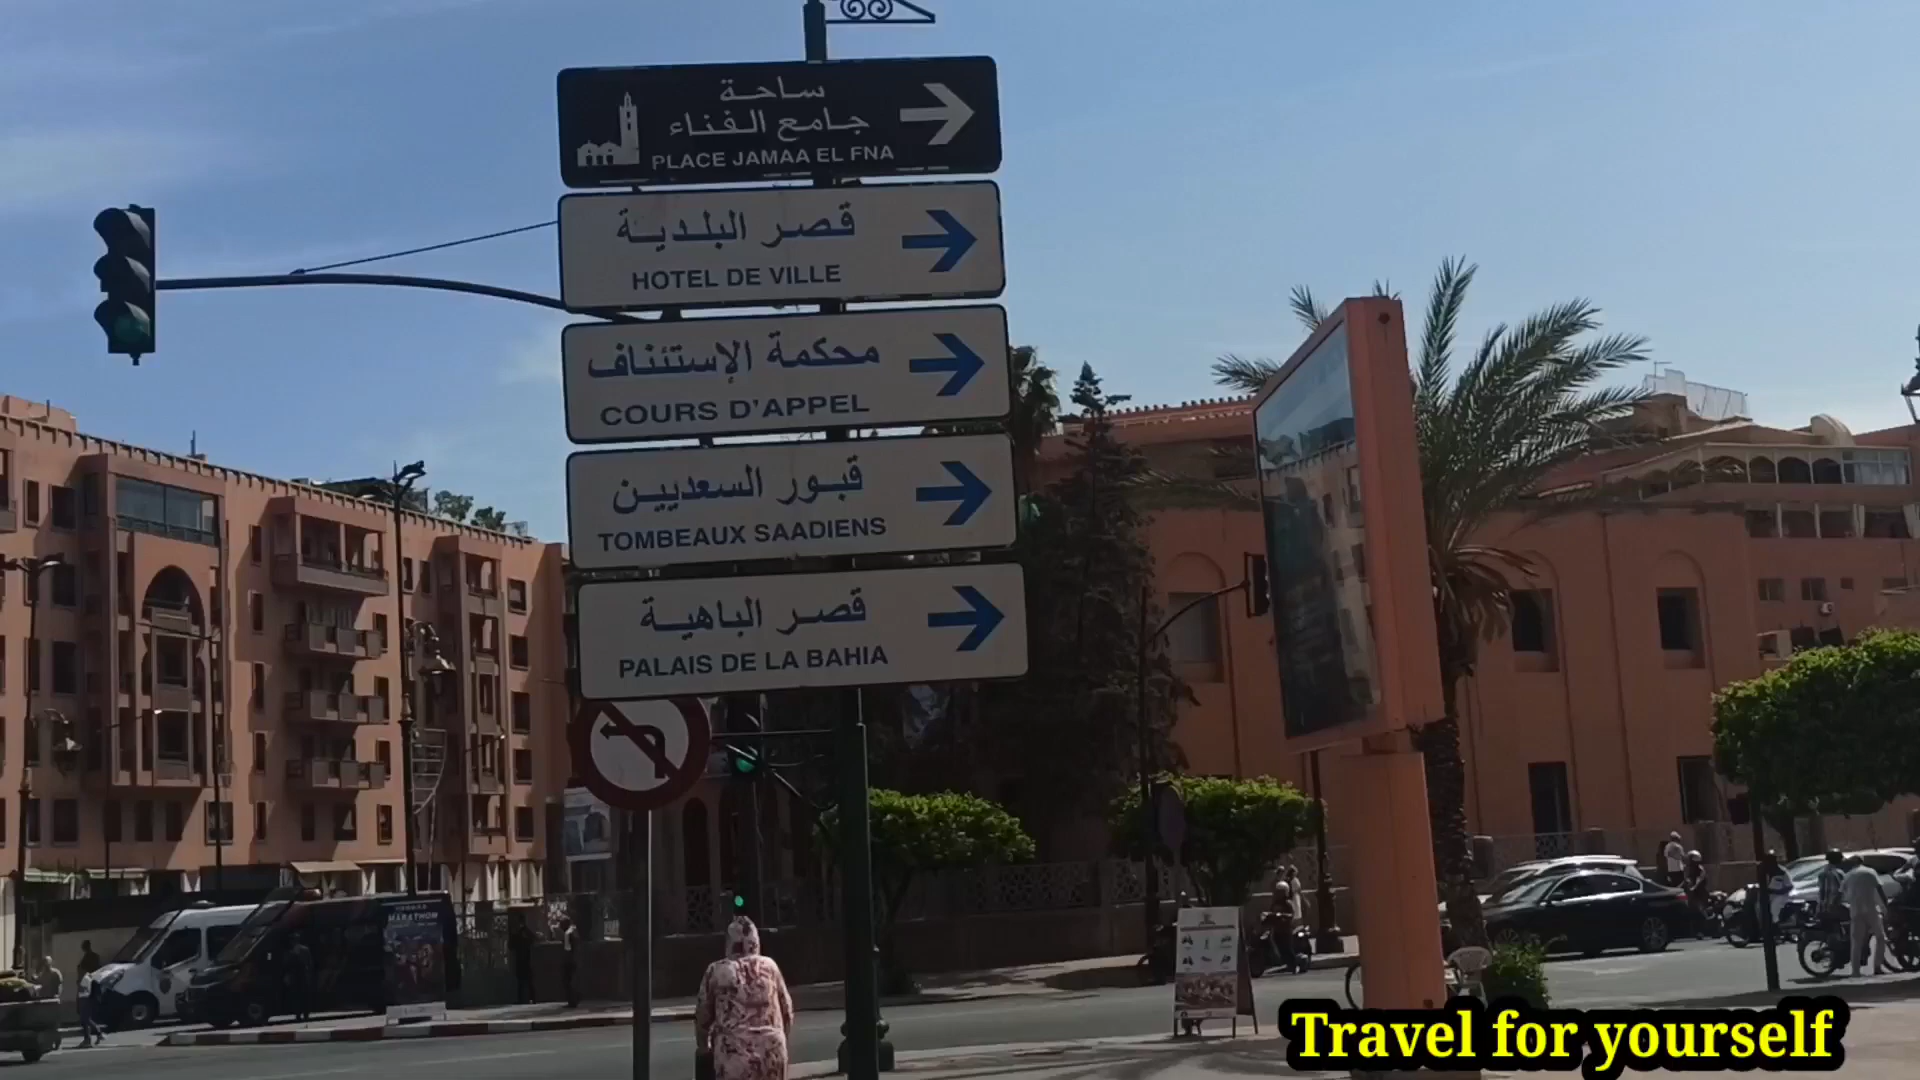 ساحة
جامع الفناء
PLACE JAMAA EL FNA
قصر البلدية
HOTEL DE VILLE
محكمة الإستئناف
COURS D'APPEL
قبور السعديين
TOMBEAUX SAADIENS
قصر الباهية
PALAIS DE LA BAHIA
MARATHON
Travel for yourself